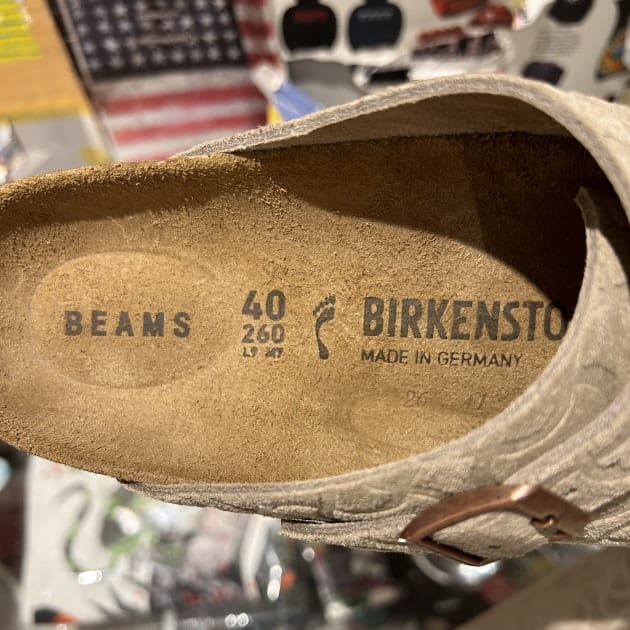 BEAMS
40
260
L9 M7
BIRKENSTO
MADE IN GERMANY